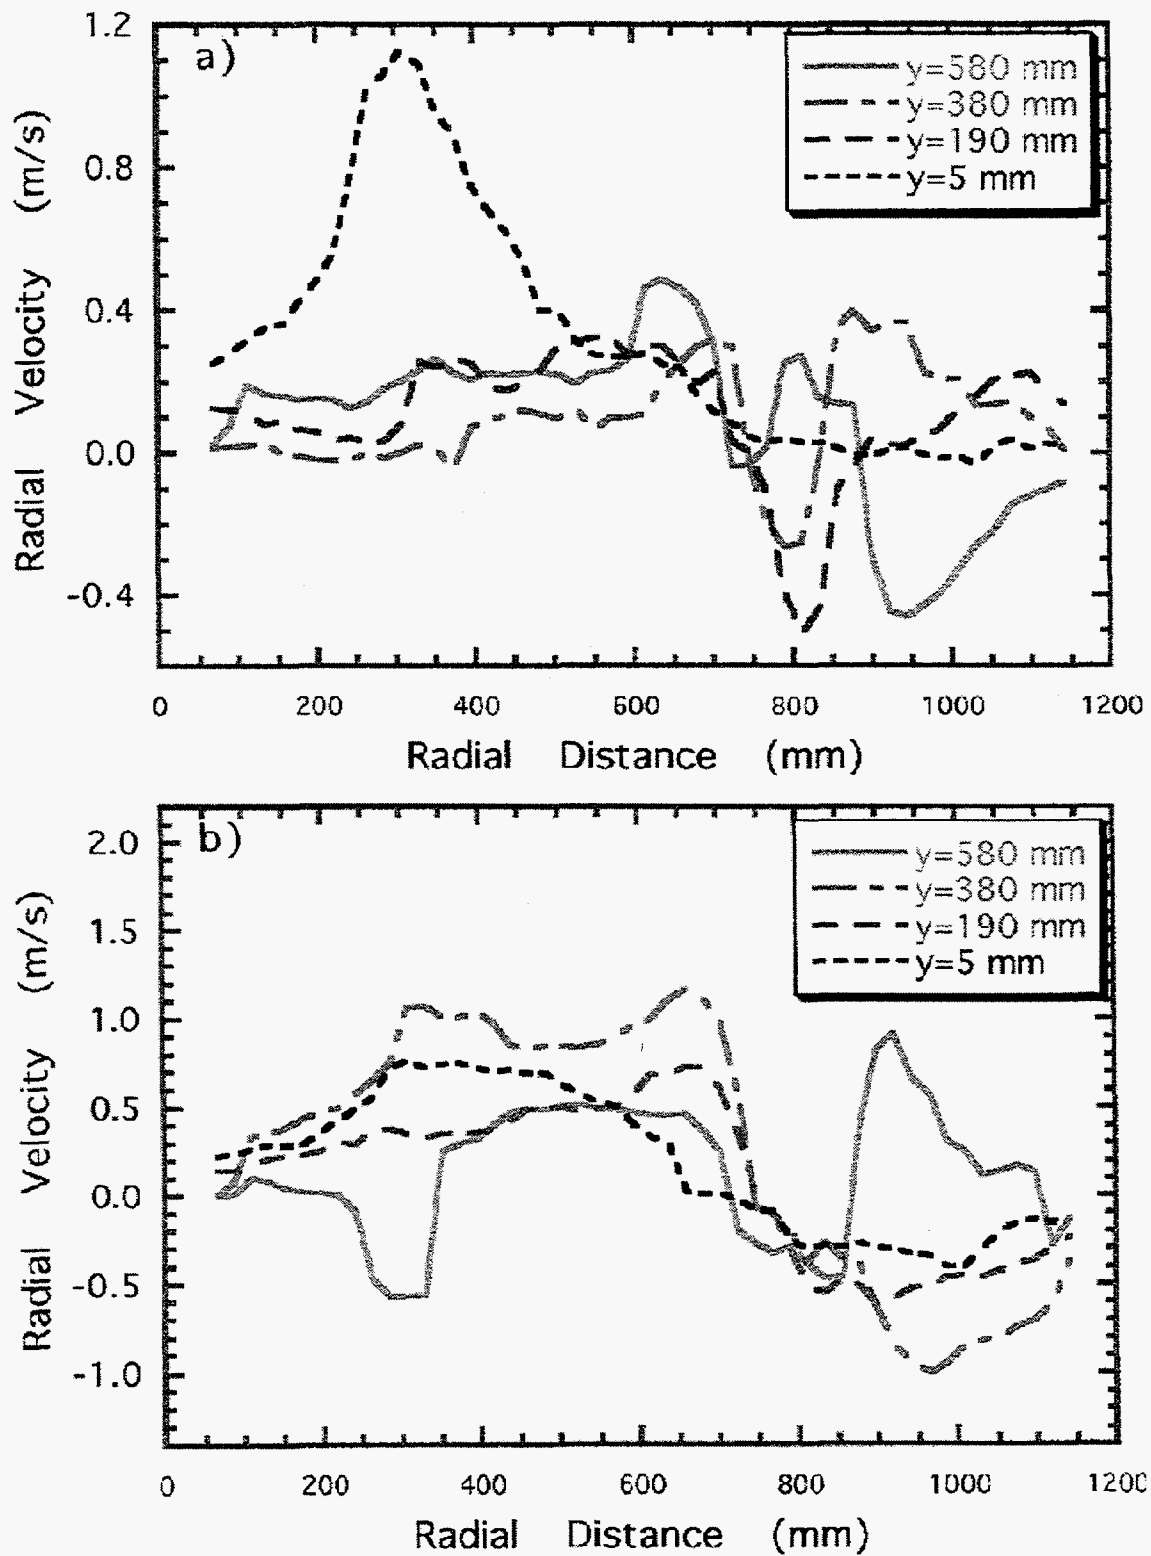 a)
1.2
0.8
0.4
0.0
-0.4
Radial Velocity (m/s)
y=580 mm
y=380 mm
y=190 mm
y=5 mm
0 200 400 600 800 1000 1200
Radial Distance (mm)
b)
2.0
1.5
1.0
0.5
0.0
-0.5
-1.0
Radial Velocity (m/s)
y=580 mm
y=380 mm
y=190 mm
y=5 mm
0 200 400 600 800 1000 1200
Radial Distance (mm)